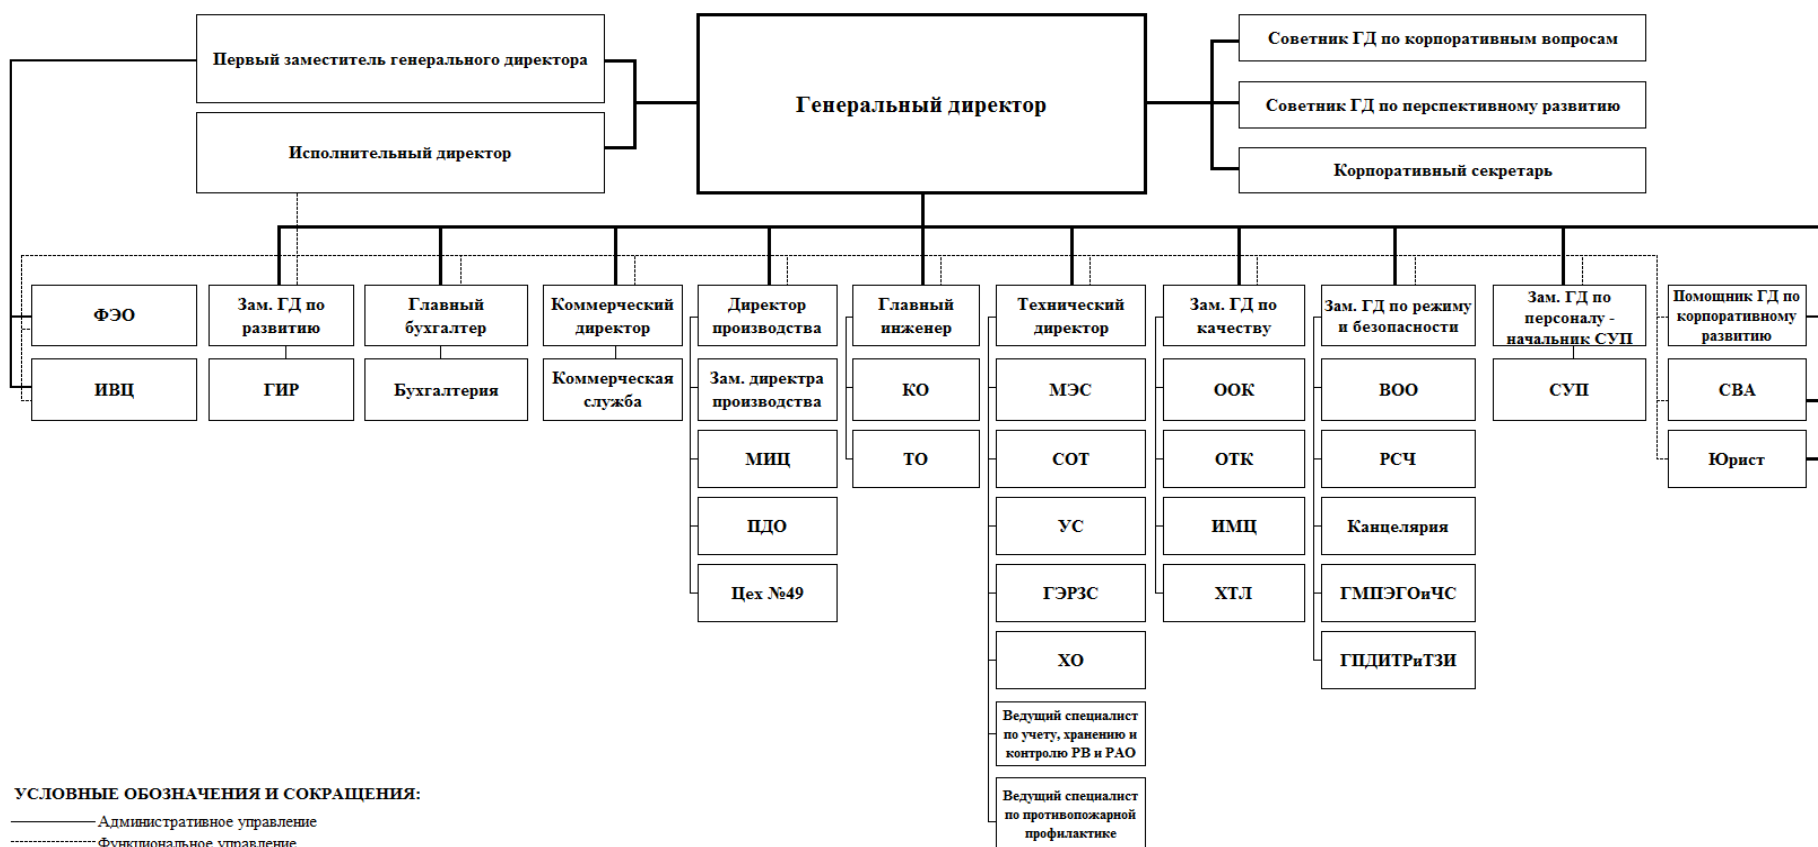 Первый заместитель генерального директора
Исполнительный директор
Генеральный директор
Советник ГД по корпоративным вопросам
Советник ГД по перспективному развитию
Корпоративный секретарь
ФЭО
ИВЦ
Зам. ГД по
развитию
ГИР
Главный
бухгалтер
Бухгалтерия
Коммерческий
директор
Коммерческая
служба
Директор
производства
Зам. директра
производства
МИЦ
ПДО
Цех №49
Главный
инженер
КО
ТО
Технический
директор
МЭС
СОТ
УС
ГЭРЗС
ХО
Ведущий специалист
по учету, хранению и
контролю РВ и РАО
Ведущий специалист
по противопожарной
профилактике
Зам. ГД по
качеству
ООК
ОТК
ИМЦ
ХТЛ
Зам. ГД по режиму
и безопасности
ВОО
РСЧ
Канцелярия
ГМПЭГОиЧС
ГПДИТРиТЗИ
Зам. ГД по
персоналу -
начальник СУП
СУП
Помощник ГД по
корпоративному
развитию
СВА
Юрист
УСЛОВНЫЕ ОБОЗНАЧЕНИЯ И СОКРАЩЕНИЯ:
Административное управление
Функциональное управление